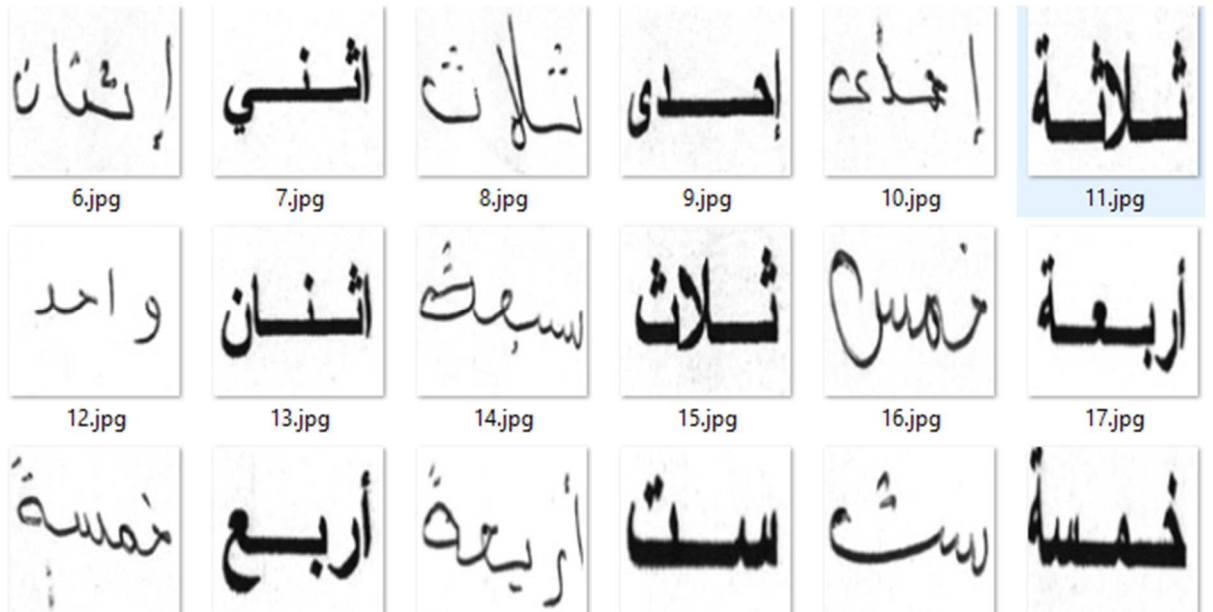 إثنان اثني ثلاث إحدى إحدى ثلاثة
6.jpg 7.jpg 8.jpg 9.jpg 10.jpg 11.jpg
واحد اثنان سبعة ثلاث خمس أربعة
12.jpg 13.jpg 14.jpg 15.jpg 16.jpg 17.jpg
خمسة أربع أربعة ست ست خمسة